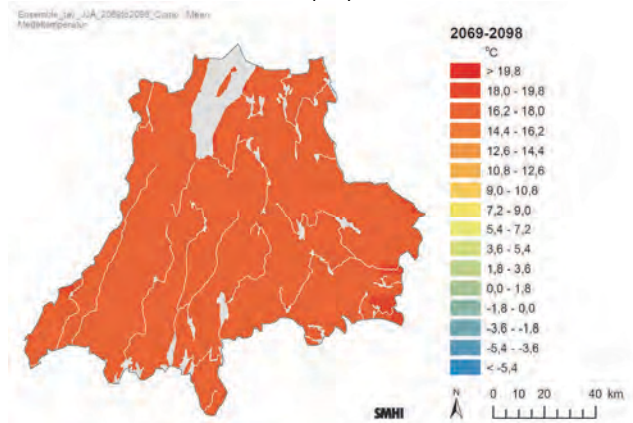 Medeltemperatur
2069-2098
°C
> 19,8
18,0 - 19,8
16,2 - 18,0
14,4 - 16,2
12,6 - 14,4
10,8 - 12,6
9,0 - 10,8
7,2 - 9,0
5,4 - 7,2
3,6 - 5,4
1,8 - 3,6
0,0 - 1,8
-1,8 - 0,0
-3,6 - -1,8
-5,4 - -3,6
< -5,4
SMHI
N
0 10 20 40 km